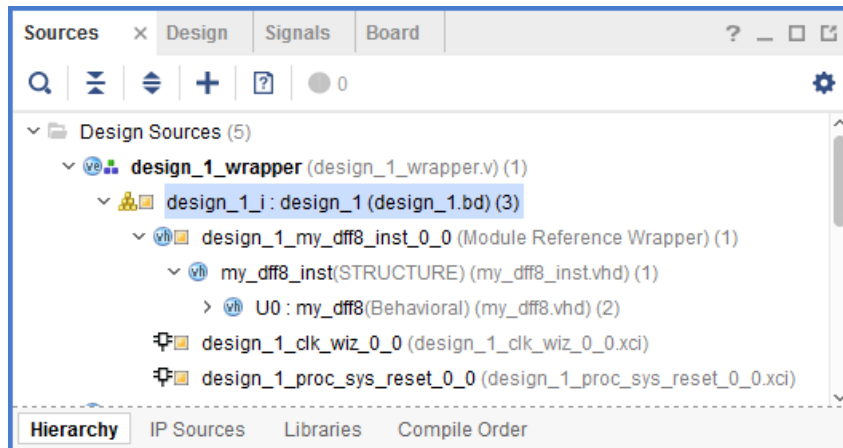 Sources × Design Signals Board ?
0
Design Sources (5)
design_1_wrapper (design_1_wrapper.v) (1)
design_1_i : design_1 (design_1.bd) (3)
design_1_my_dff8_inst_0_0 (Module Reference Wrapper) (1)
my_dff8_inst(STRUCTURE) (my_dff8_inst.vhd) (1)
U0 : my_dff8(Behavioral) (my_dff8.vhd) (2)
design_1_clk_wiz_0_0 (design_1_clk_wiz_0_0.xci)
design_1_proc_sys_reset_0_0 (design_1_proc_sys_reset_0_0.xci)
Hierarchy IP Sources Libraries Compile Order